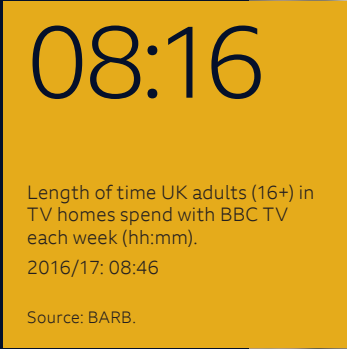 08:16
Length of time UK adults (16+) in
TV homes spend with BBC TV
each week (hh:mm).
2016/17: 08:46
Source: BARB.